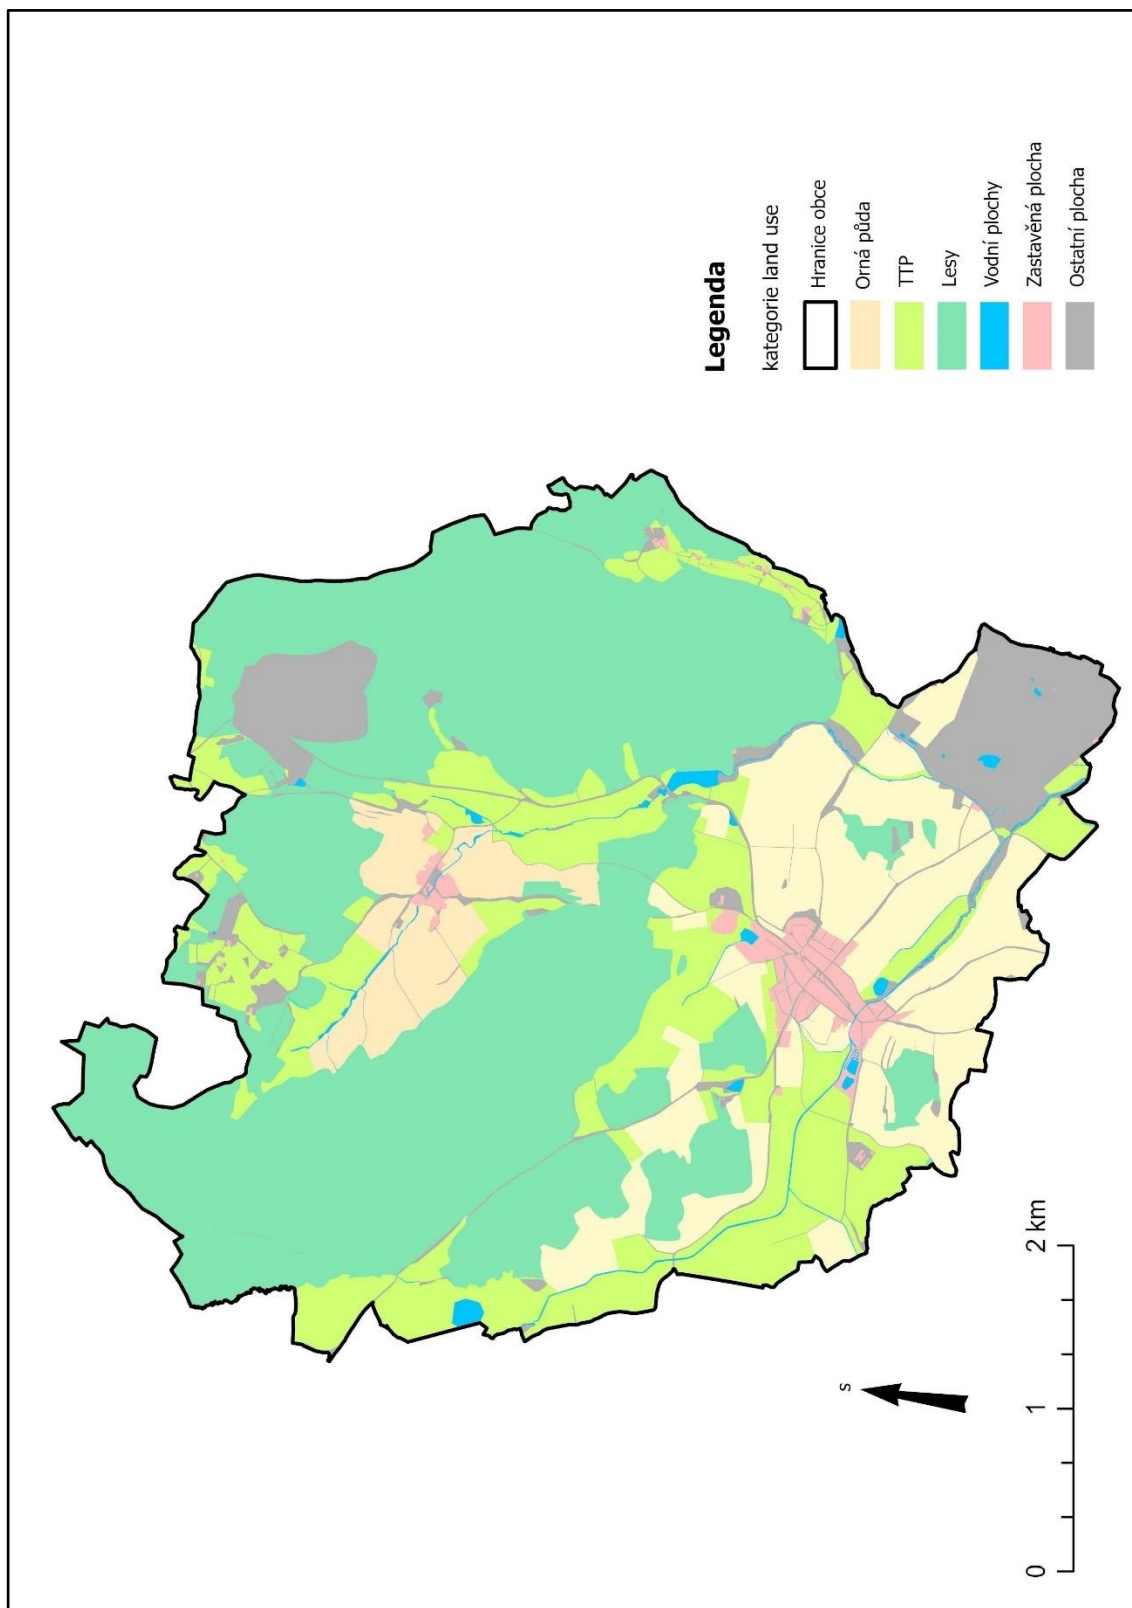 Legenda
kategorie land use
Hranice obce
Orná půda
TTP
Lesy
Vodní plochy
Zastavěná plocha
Ostatní plocha
S
0 1 2 km